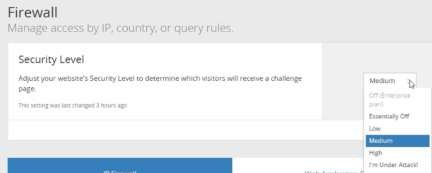 Firewall
Manage access by IP, country, or query rules.
Security Level
Adjust your website's Security Level to determine which visitors will receive a challenge
page.
This setting was last changed 3 hours ago
Medium
Off (Enterprise
plan)
Essentially Off
Low
Medium
High
I'm Under Attack!